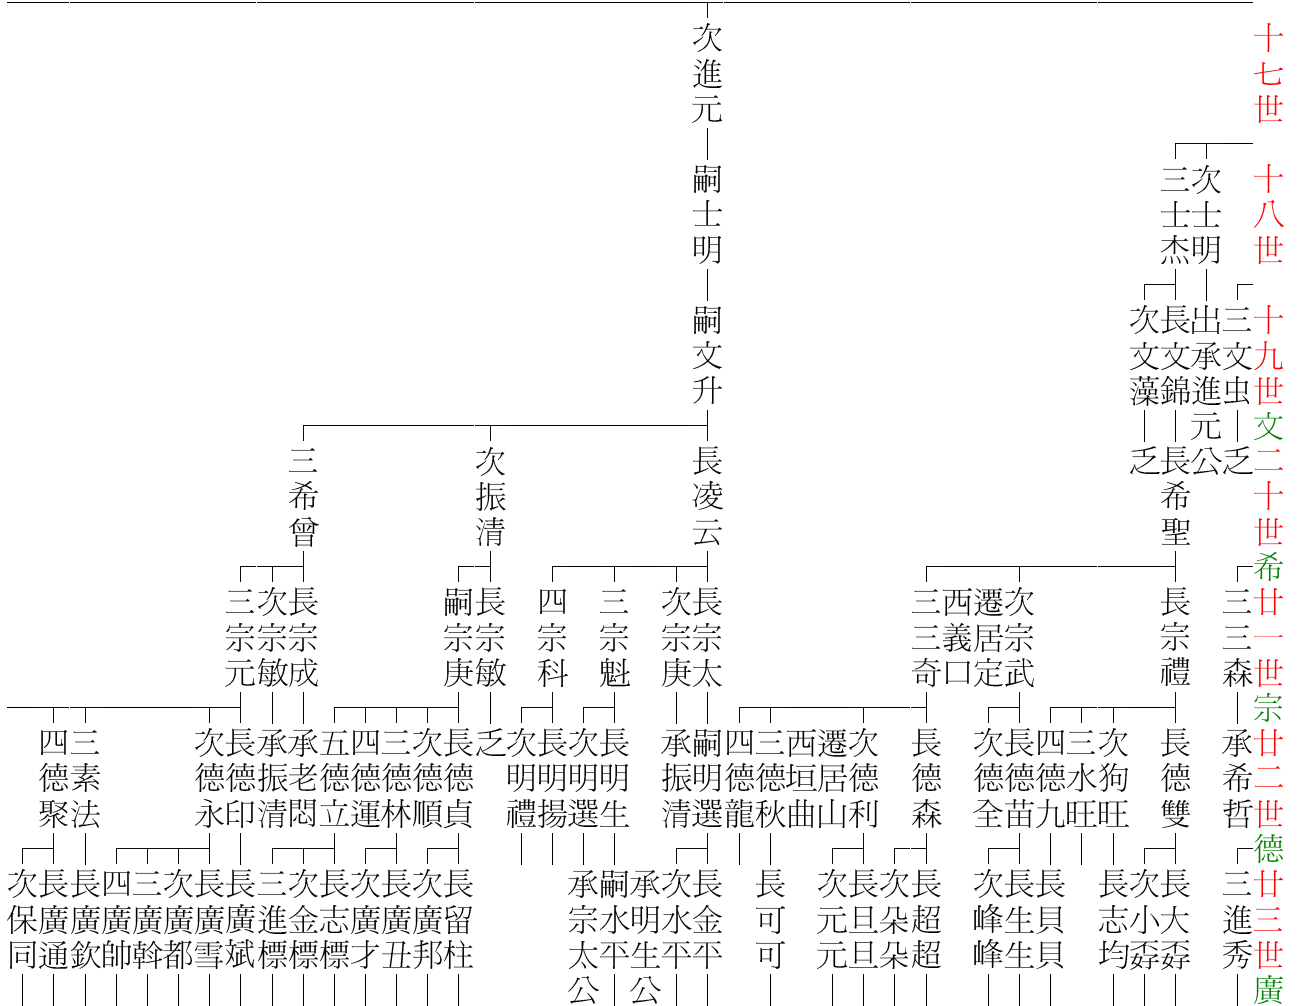 十七世
次進元
十八世
次士明
三士杰
嗣士明
十九世文
三文虫
出承進元公
長文錦
次文藻
嗣文升
二十世希
乏
長希聖
乏
長凌云
次振清
三希曾
廿一世宗
三三森
長宗禮
次宗武
遷居定
西義口
三三奇
長宗太
次宗庚
三宗魁
四宗科
長宗敏
嗣宗庚
長宗成
次宗敏
三宗元
廿二世德
承希哲
長德雙
次狗旺
三水旺
四德九
長德苗
次德全
長德森
次德利
遷居山
西垣曲
三德秋
四德龍
嗣明選
承振清
長明生
次明選
長明揚
次明禮
乏
長德貞
次德順
三德林
四德運
五德立
承老悶
承振清
長德印
次德永
三素法
四德聚
廿三世廣
三進秀
長大孬
次小孬
長志均
長貝貝
長生生
次峰峰
長超超
次朵朵
長旦旦
次元元
長可可
長金平
次水平
承明生公
嗣水平
承宗太公
長留柱
次廣邦
長廣丑
次廣才
長志標
次金標
三進標
長廣斌
長廣雪
次廣都
三廣斡
四廣帥
長廣欽
長廣通
次保同